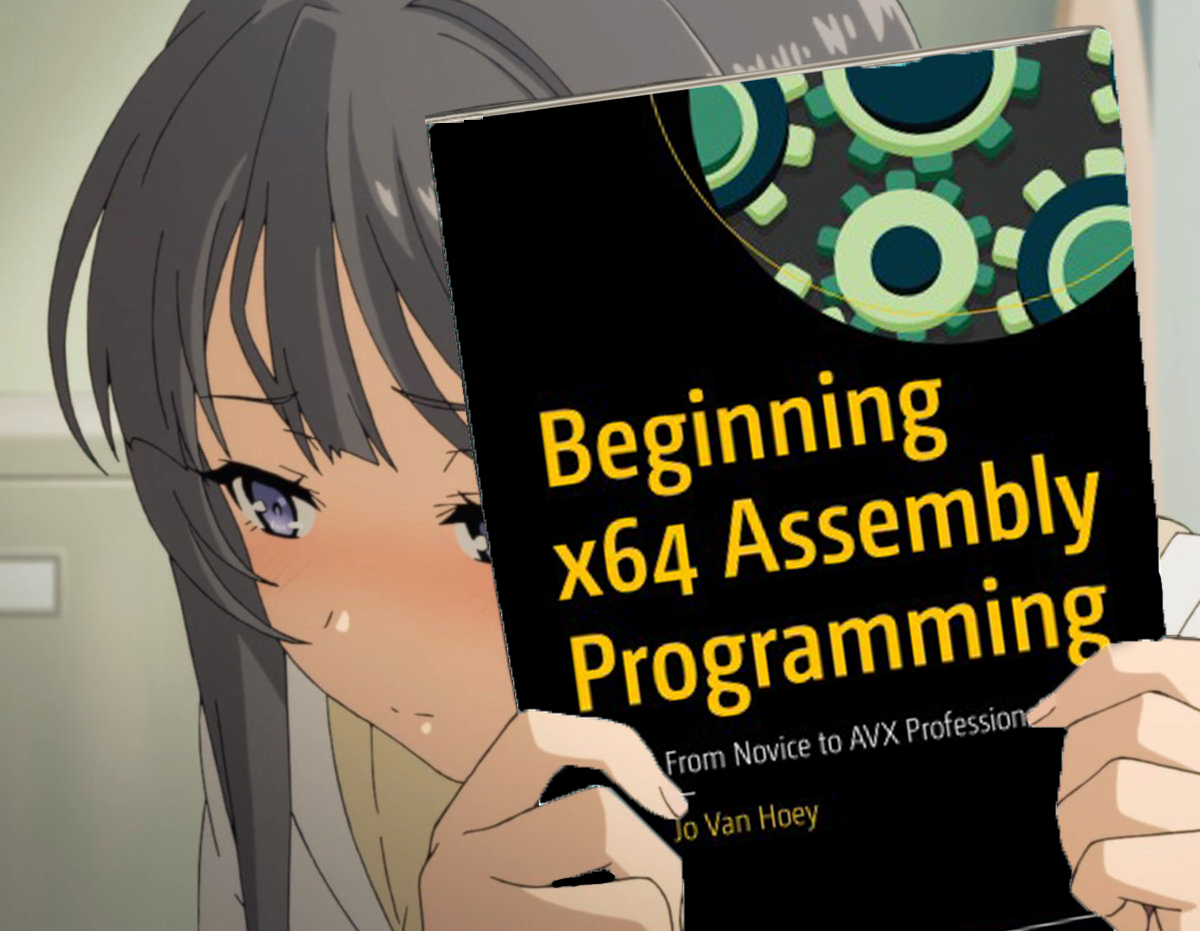 Beginning
x64 Assembly
Programming
From Novice to AVX Profession
Jo Van Hoey